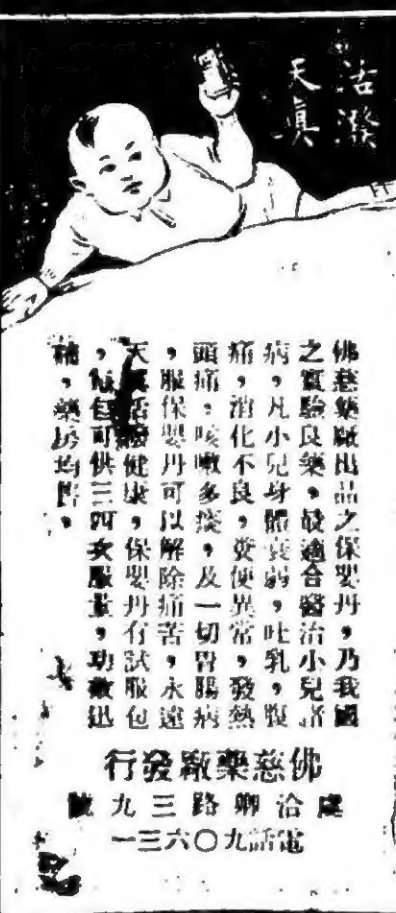 活潑
天真
佛慈藥廠出品之保嬰丹，乃我國
之實驗良藥，最適合醫治小兒諸
病，凡小兒身體衰弱，吐乳，腹
痛，消化不良，糞便異常，發熱
頭痛，咳嗽多痰，及一切胃腸病
，服保嬰丹可以解除痛苦，永遠
天真活潑健康，保嬰丹有試服包
，每包可供三四次服量，功效迅
，藥房均售。
佛慈藥廠發行
處洽卿路三九號
電話九〇六三一